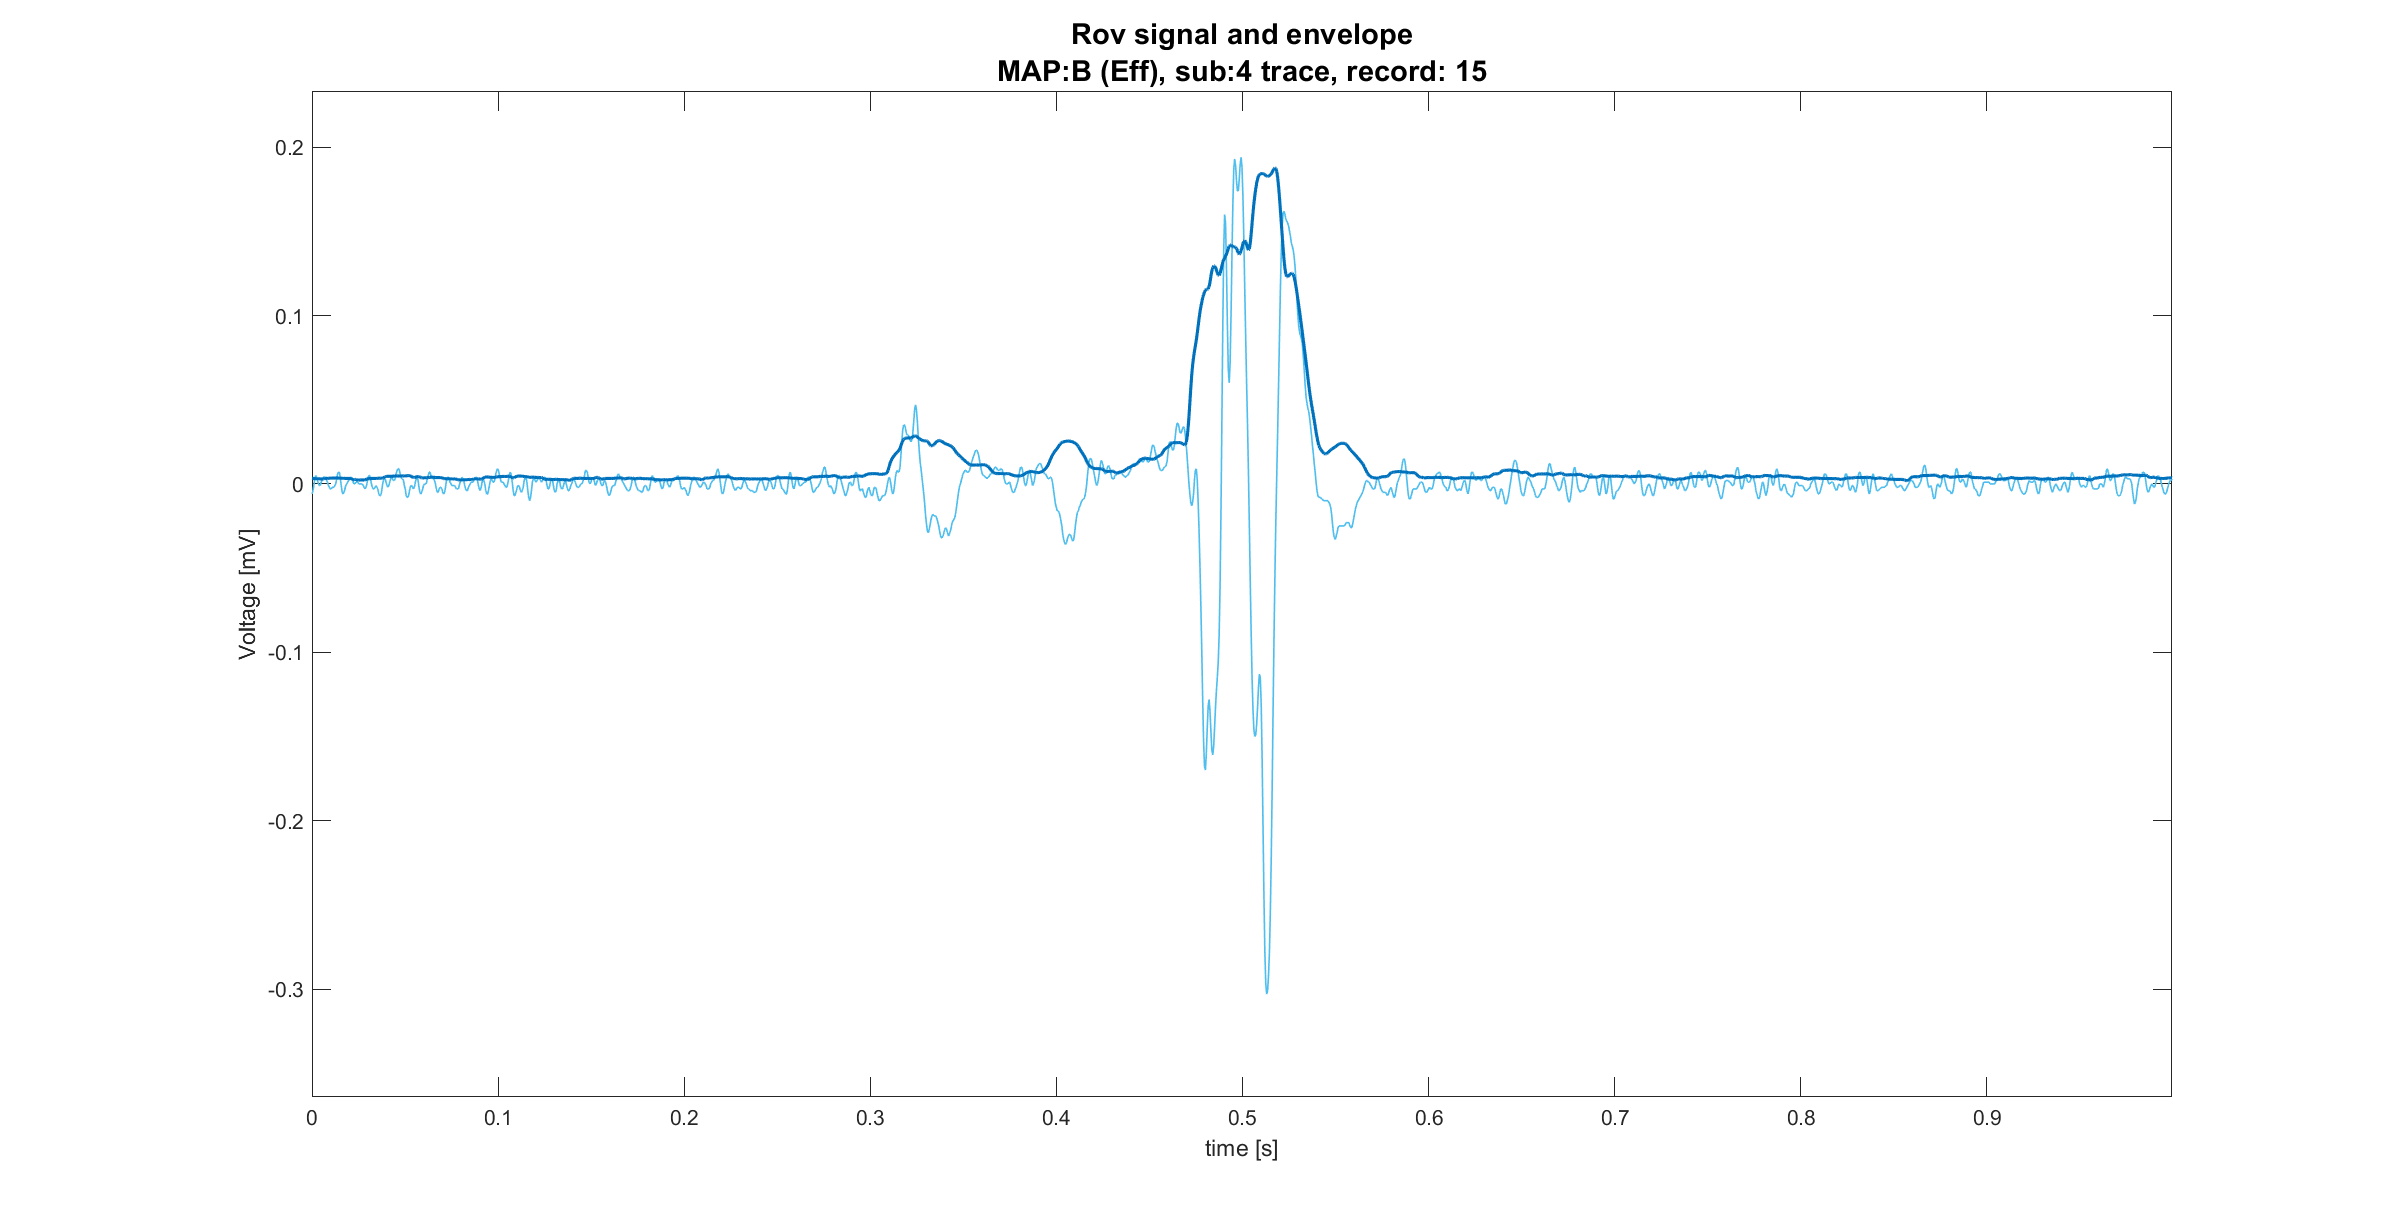 Rov signal and envelope
MAP:B (Eff), sub:4 trace, record: 15
0.2
0.1
0
-0.1
-0.2
-0.3
Voltage [mV]
0 0.1 0.2 0.3 0.4 0.5 0.6 0.7 0.8 0.9
time [s]